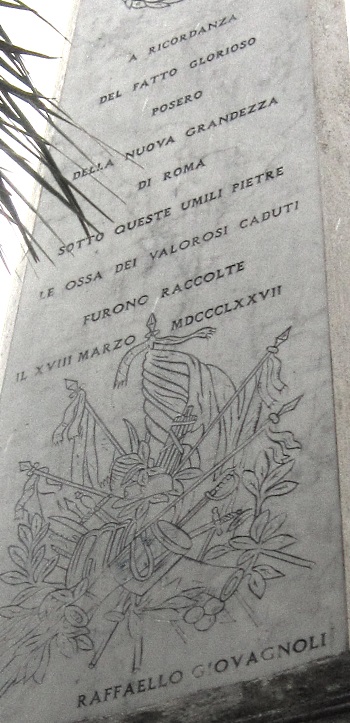 A RICORDANZA
DEL FATTO GLORIOSO
POSERO
DELLA NUOVA GRANDEZZA
DI ROMA
SOTTO QUESTE UMILI PIETRE
LE OSSA DEI VALOROSI CADUTI
FURONO RACCOLTE
IL XVIII MARZO MDCCCLXXVII
RAFFAELLO GIOVAGNOLI